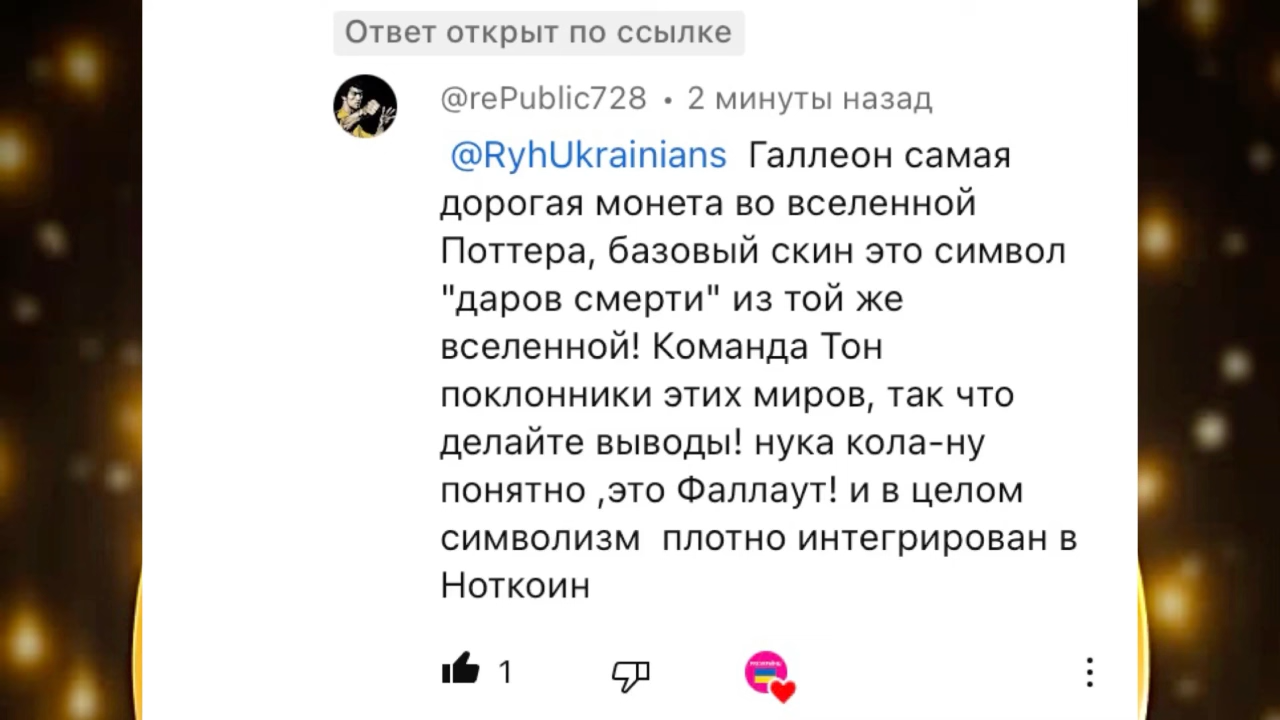 Ответ открыт по ссылке
@rePublic728 • 2 минуты назад
@RyhUkrainians Галлеон самая
дорогая монета во вселенной
Поттера, базовый скин это символ
"даров смерти" из той же
вселенной! Команда Тон
поклонники этих миров, так что
делайте выводы! нука кола-ну
понятно ,это Фаллаут! и в целом
символизм плотно интегрирован в
Ноткоин
1